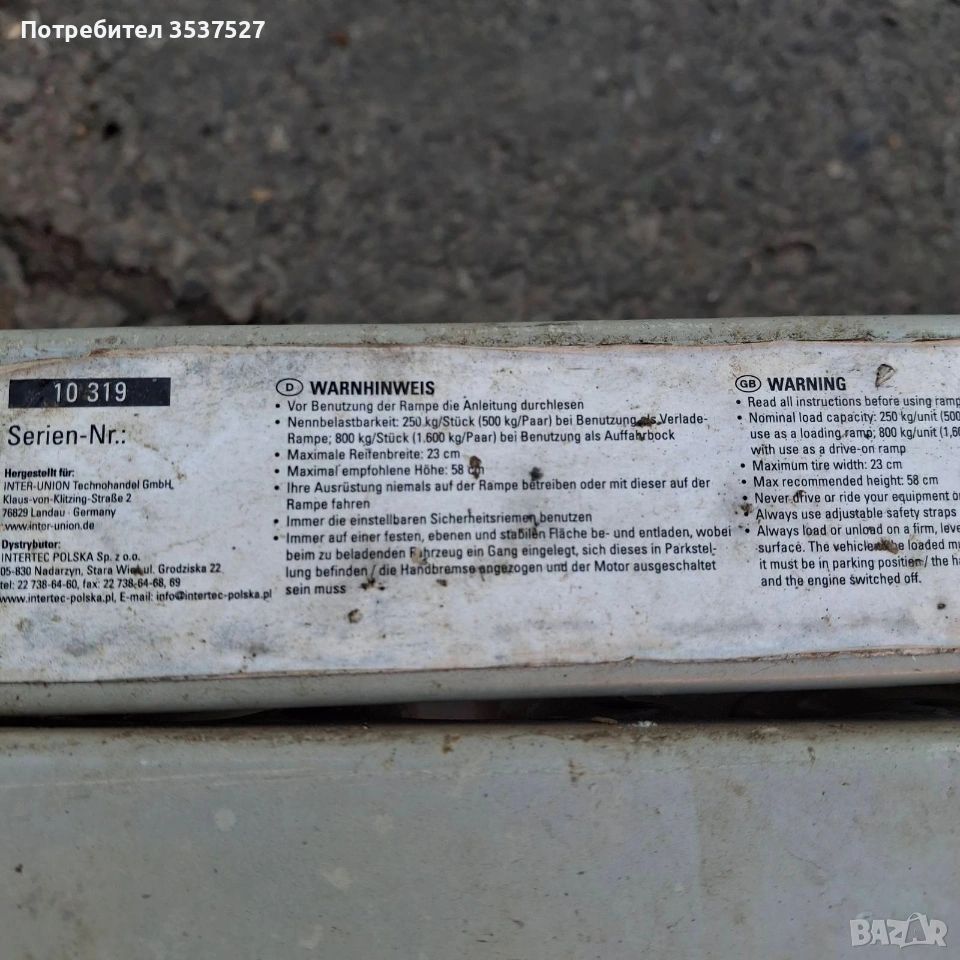 Потребител 3537527
10 319
Serien-Nr.:
Hergestellt für:
INTER-UNION Technohandel GmbH,
Klaus-von-Klitzing-Straße 2
76829 Landau - Germany
www.inter-union.de
Dystrybutor:
INTERTEC POLSKA Sp. z o.o.
05-830 Nadarzyn, Stara Wieś, ul. Grodziska 22
tel: 22 738-64-60, fax: 22 738-64-68, 69
www.intertec-polska.pl, E-mail: info@intertec-polska.pl
D WARNHINWEIS
• Vor Benutzung der Rampe die Anleitung durchlesen
• Nennbelastbarkeit: 250 kg/Stück (500 kg/Paar) bei Benutzung als Verlade-
Rampe; 800 kg/Stück (1.600 kg/Paar) bei Benutzung als Auffahrbock
• Maximale Reifenbreite: 23 cm
• Maximal empfohlene Höhe: 58 cm
• Ihre Ausrüstung niemals auf der Rampe betreiben oder mit dieser auf der
Rampe fahren
• Immer die einstellbaren Sicherheitsriemen benutzen
• Immer auf einer festen, ebenen und stabilen Fläche be- und entladen, wobei
beim zu beladenden Fahrzeug ein Gang eingelegt, sich dieses in Parkstel-
lung befinden / die Handbremse angezogen und der Motor ausgeschaltet
sein muss
GB WARNING
• Read all instructions before using ramp
• Nominal load capacity: 250 kg/unit (500
use as a loading ramp; 800 kg/unit (1,60
with use as a drive-on ramp
• Maximum tire width: 23 cm
• Max recommended height: 58 cm
• Never drive or ride your equipment on
• Always use adjustable safety straps
• Always load or unload on a firm, leve
surface. The vehicle be loaded mu
it must be in parking position / the ha
and the engine switched off.
BAZAR